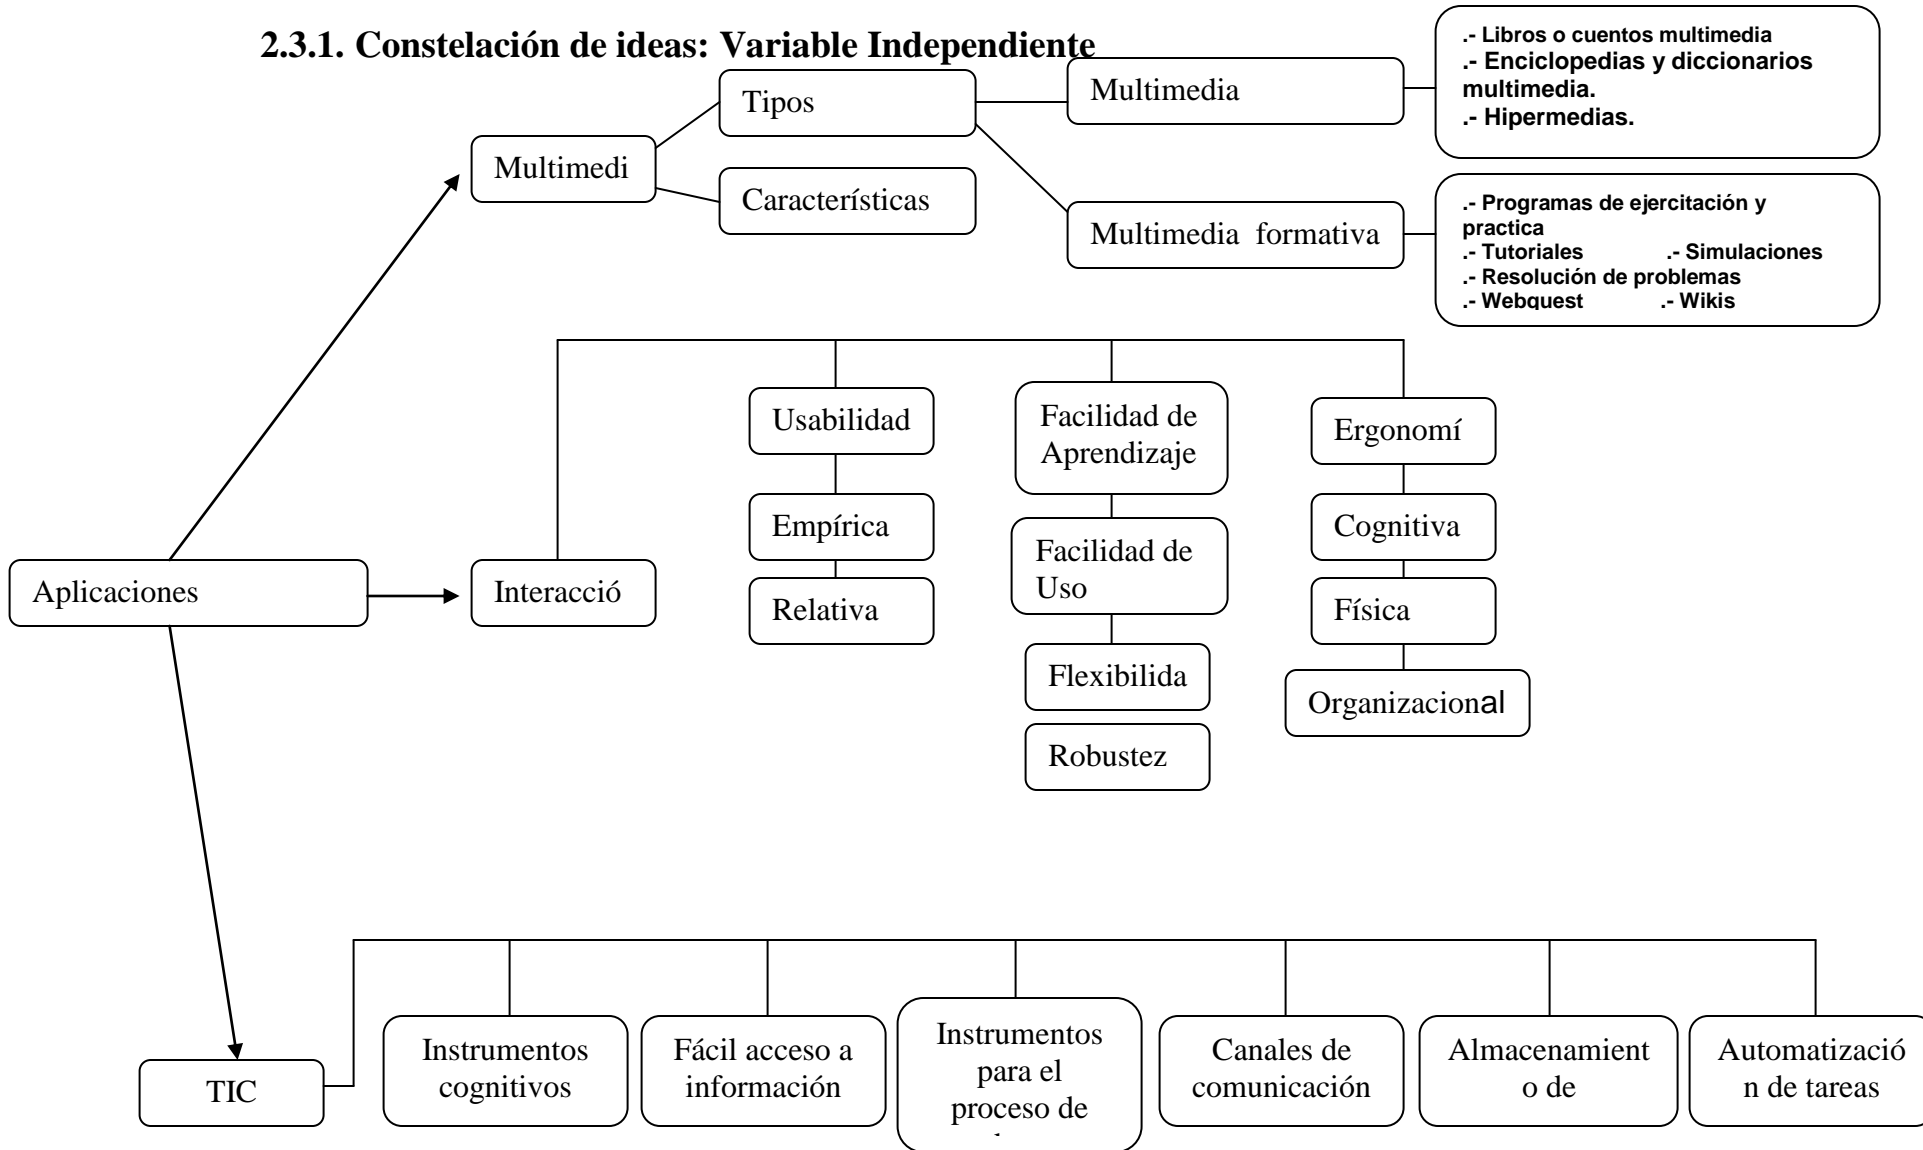 2.3.1. Constelación de ideas: Variable Independiente
.- Libros o cuentos multimedia
.- Enciclopedias y diccionarios
multimedia.
.- Hipermedias.
Tipos
Multimedia
Multimedi
Características
Multimedia formativa
.- Programas de ejercitación y
practica
.- Tutoriales .- Simulaciones
.- Resolución de problemas
.- Webquest .- Wikis
Usabilidad
Empírica
Relativa
Facilidad de
Aprendizaje
Facilidad de
Uso
Flexibilida
Robustez
Ergonomí
Cognitiva
Física
Organizacional
Aplicaciones
Interacció
TIC
Instrumentos
cognitivos
Fácil acceso a
información
Instrumentos
para el
proceso de
Canales de
comunicación
Almacenamient
o de
Automatizació
n de tareas